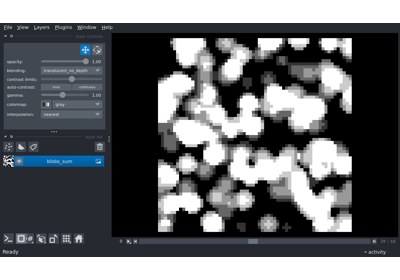 File View Layers Plugins Window Help
opacity: 1.00
blending: translucent_no_depth
contrast limits:
auto-contrast: once continuous
gamma: 1.00
colormap: gray
interpolation: nearest
blobs_sum
Ready
activity